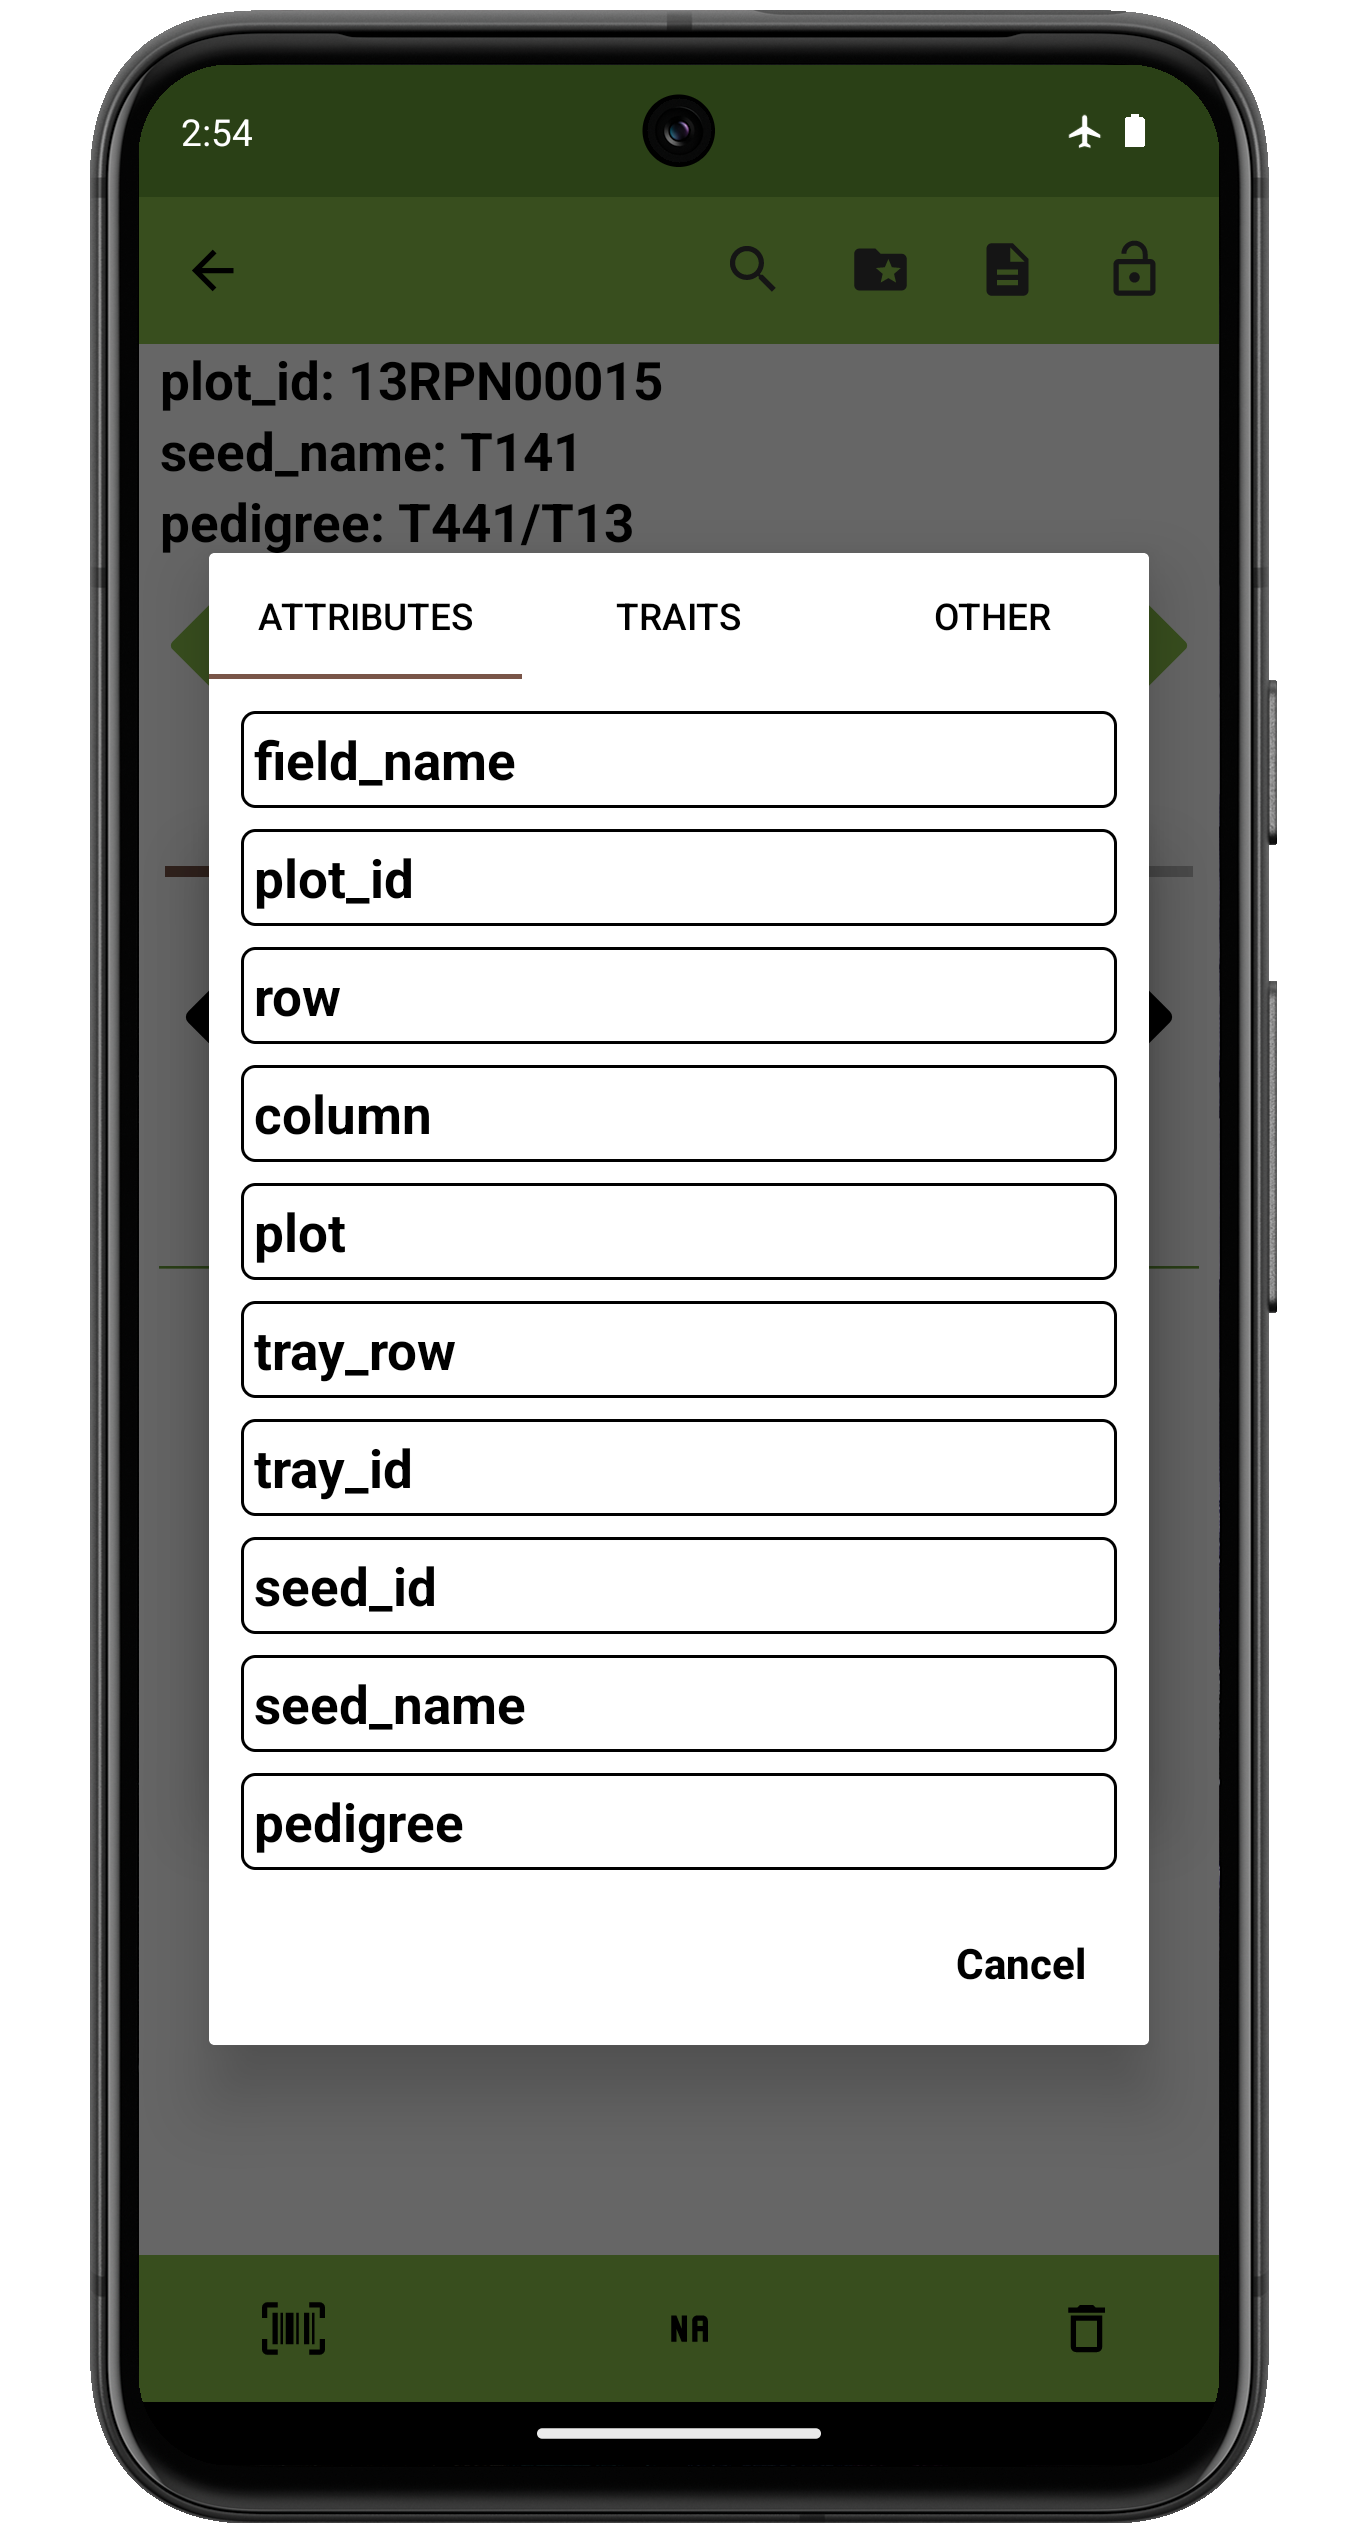 2:54
plot_id: 13RPN00015
seed_name: T141
pedigree: T441/T13
ATTRIBUTES TRAITS OTHER
field_name
plot_id
row
column
plot
tray_row
tray_id
seed_id
seed_name
pedigree
Cancel
NA